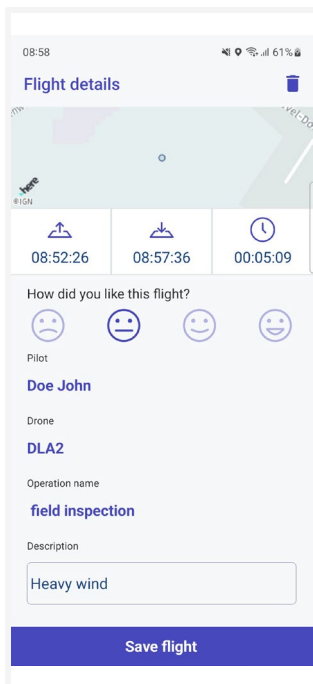 08:58
61%
Flight details
here
©IGN
08:52:26
08:57:36
00:05:09
How did you like this flight?
Pilot
Doe John
Drone
DLA2
Operation name
field inspection
Description
Heavy wind
Save flight